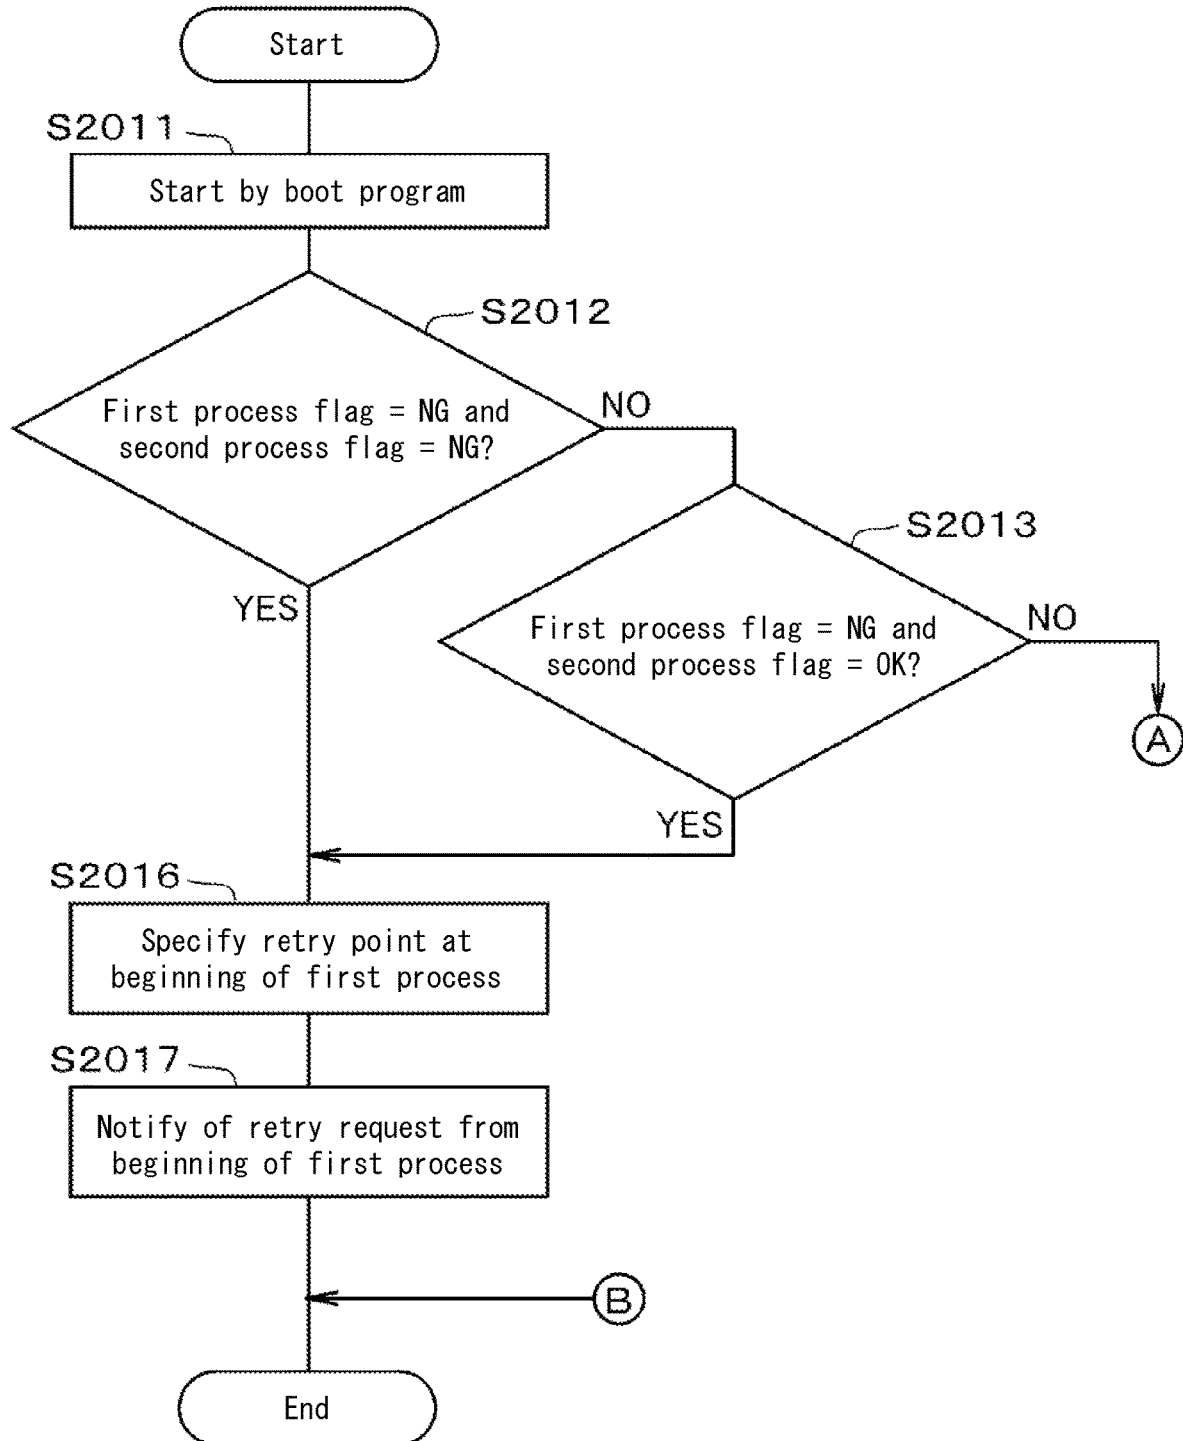 Start
S2011
Start by boot program
S2012
First process flag = NG and
second process flag = NG?
NO
YES
S2013
First process flag = NG and
second process flag = OK?
NO
A
YES
S2016
Specify retry point at
beginning of first process
S2017
Notify of retry request from
beginning of first process
B
End